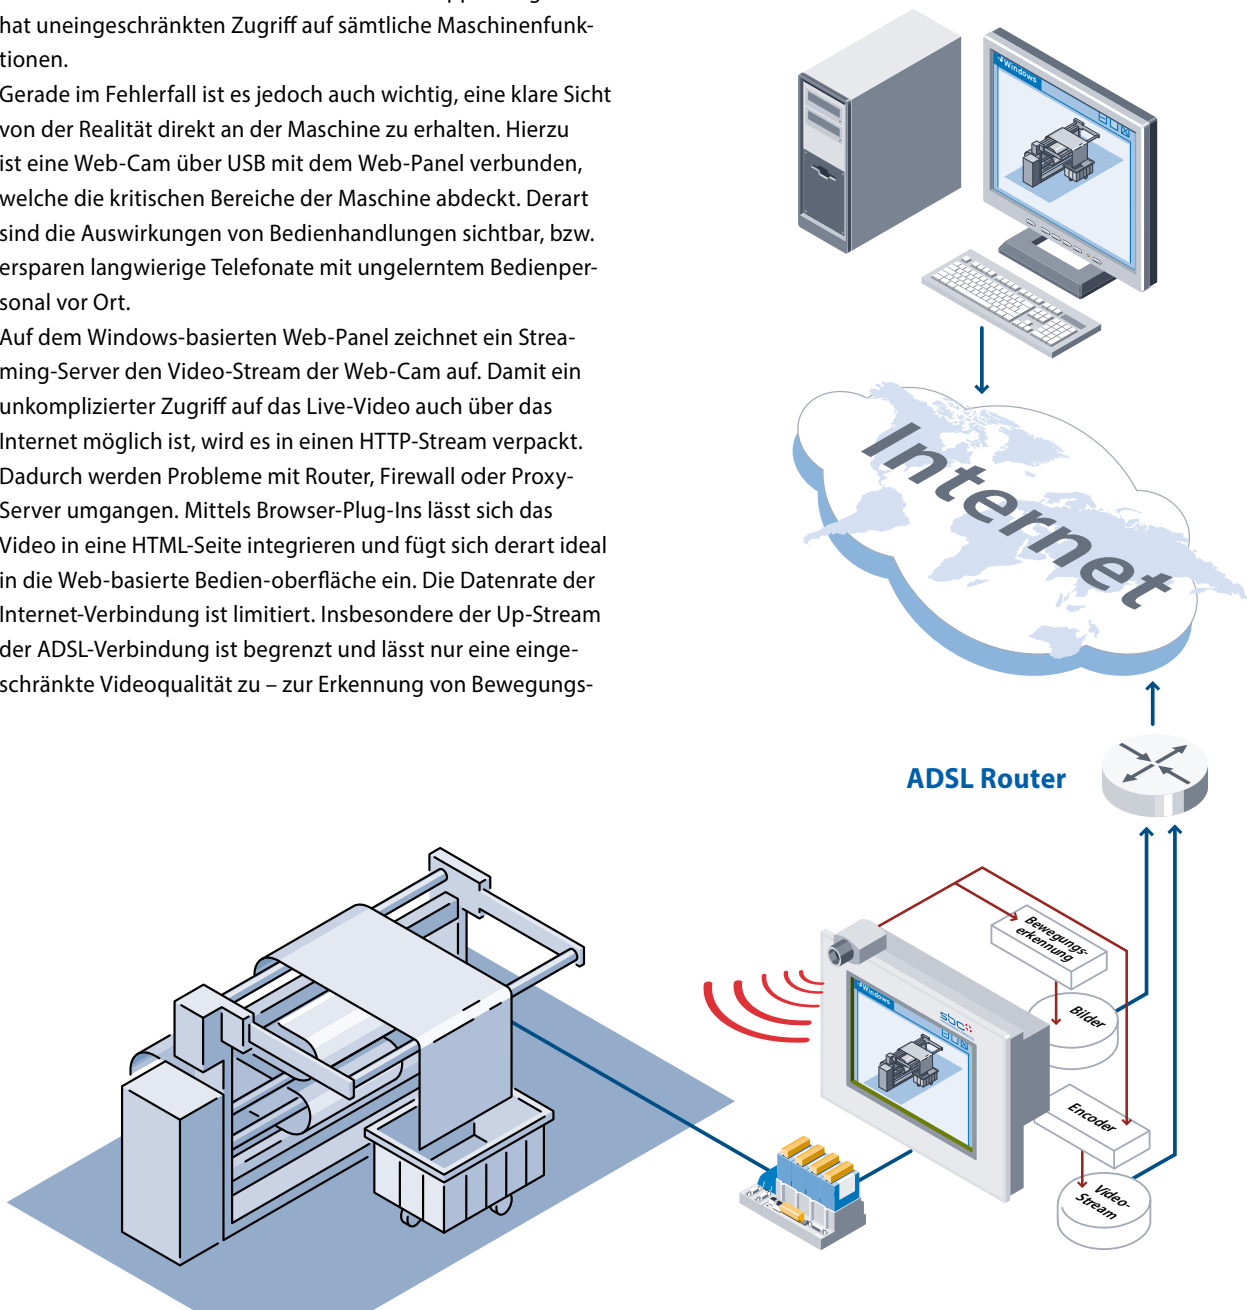 hat uneingeschränkten Zugriff auf sämtliche Maschinenfunk-
tionen.
Gerade im Fehlerfall ist es jedoch auch wichtig, eine klare Sicht
von der Realität direkt an der Maschine zu erhalten. Hierzu
ist eine Web-Cam über USB mit dem Web-Panel verbunden,
welche die kritischen Bereiche der Maschine abdeckt. Derart
sind die Auswirkungen von Bedienhandlungen sichtbar, bzw.
ersparen langwierige Telefonate mit ungelerntem Bedienper-
sonal vor Ort.
Auf dem Windows-basierten Web-Panel zeichnet ein Strea-
ming-Server den Video-Stream der Web-Cam auf. Damit ein
unkomplizierter Zugriff auf das Live-Video auch über das
Internet möglich ist, wird es in einen HTTP-Stream verpackt.
Dadurch werden Probleme mit Router, Firewall oder Proxy-
Server umgangen. Mittels Browser-Plug-Ins lässt sich das
Video in eine HTML-Seite integrieren und fügt sich derart ideal
in die Web-basierte Bedien-oberfläche ein. Die Datenrate der
Internet-Verbindung ist limitiert. Insbesondere der Up-Stream
der ADSL-Verbindung ist begrenzt und lässt nur eine einge-
schränkte Videoqualität zu – zur Erkennung von Bewegungs-
Windows
Internet
ADSL Router
Bewegungs-
erkennung
Bilder
Windows
sbc
Encoder
Video-
Stream